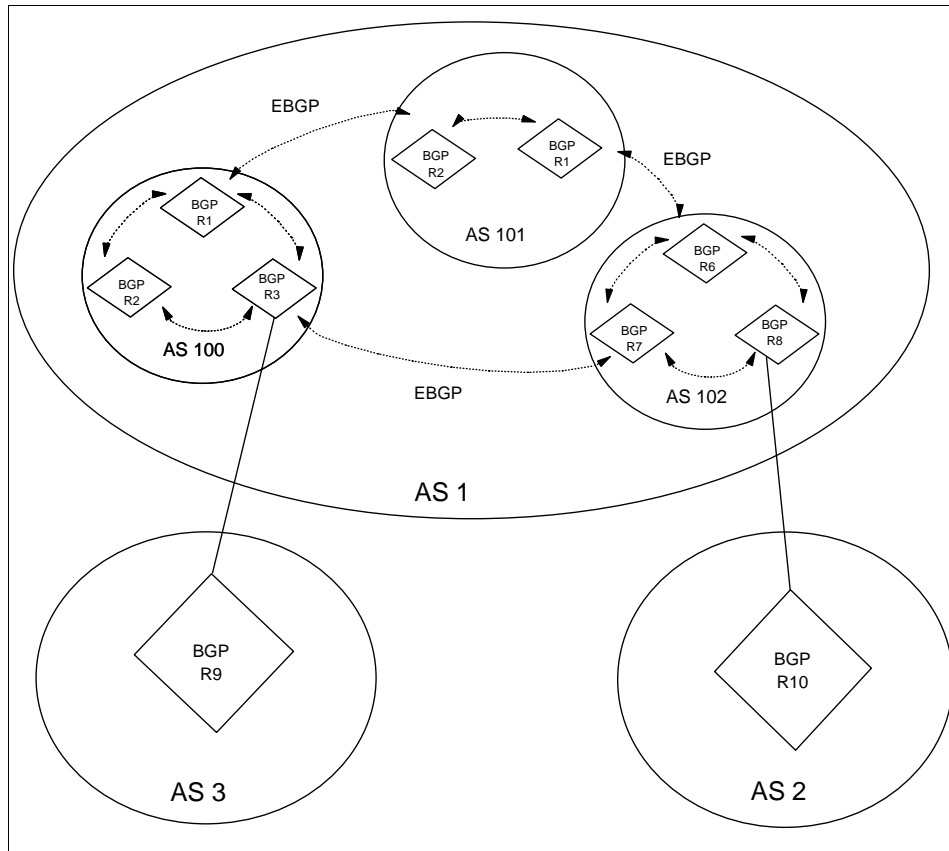 EBGP
BGP
R2
BGP
R1
EBGP
AS 101
BGP
R1
BGP
R2
BGP
R3
AS 100
BGP
R6
BGP
R7
BGP
R8
AS 102
EBGP
AS 1
BGP
R9
AS 3
BGP
R10
AS 2